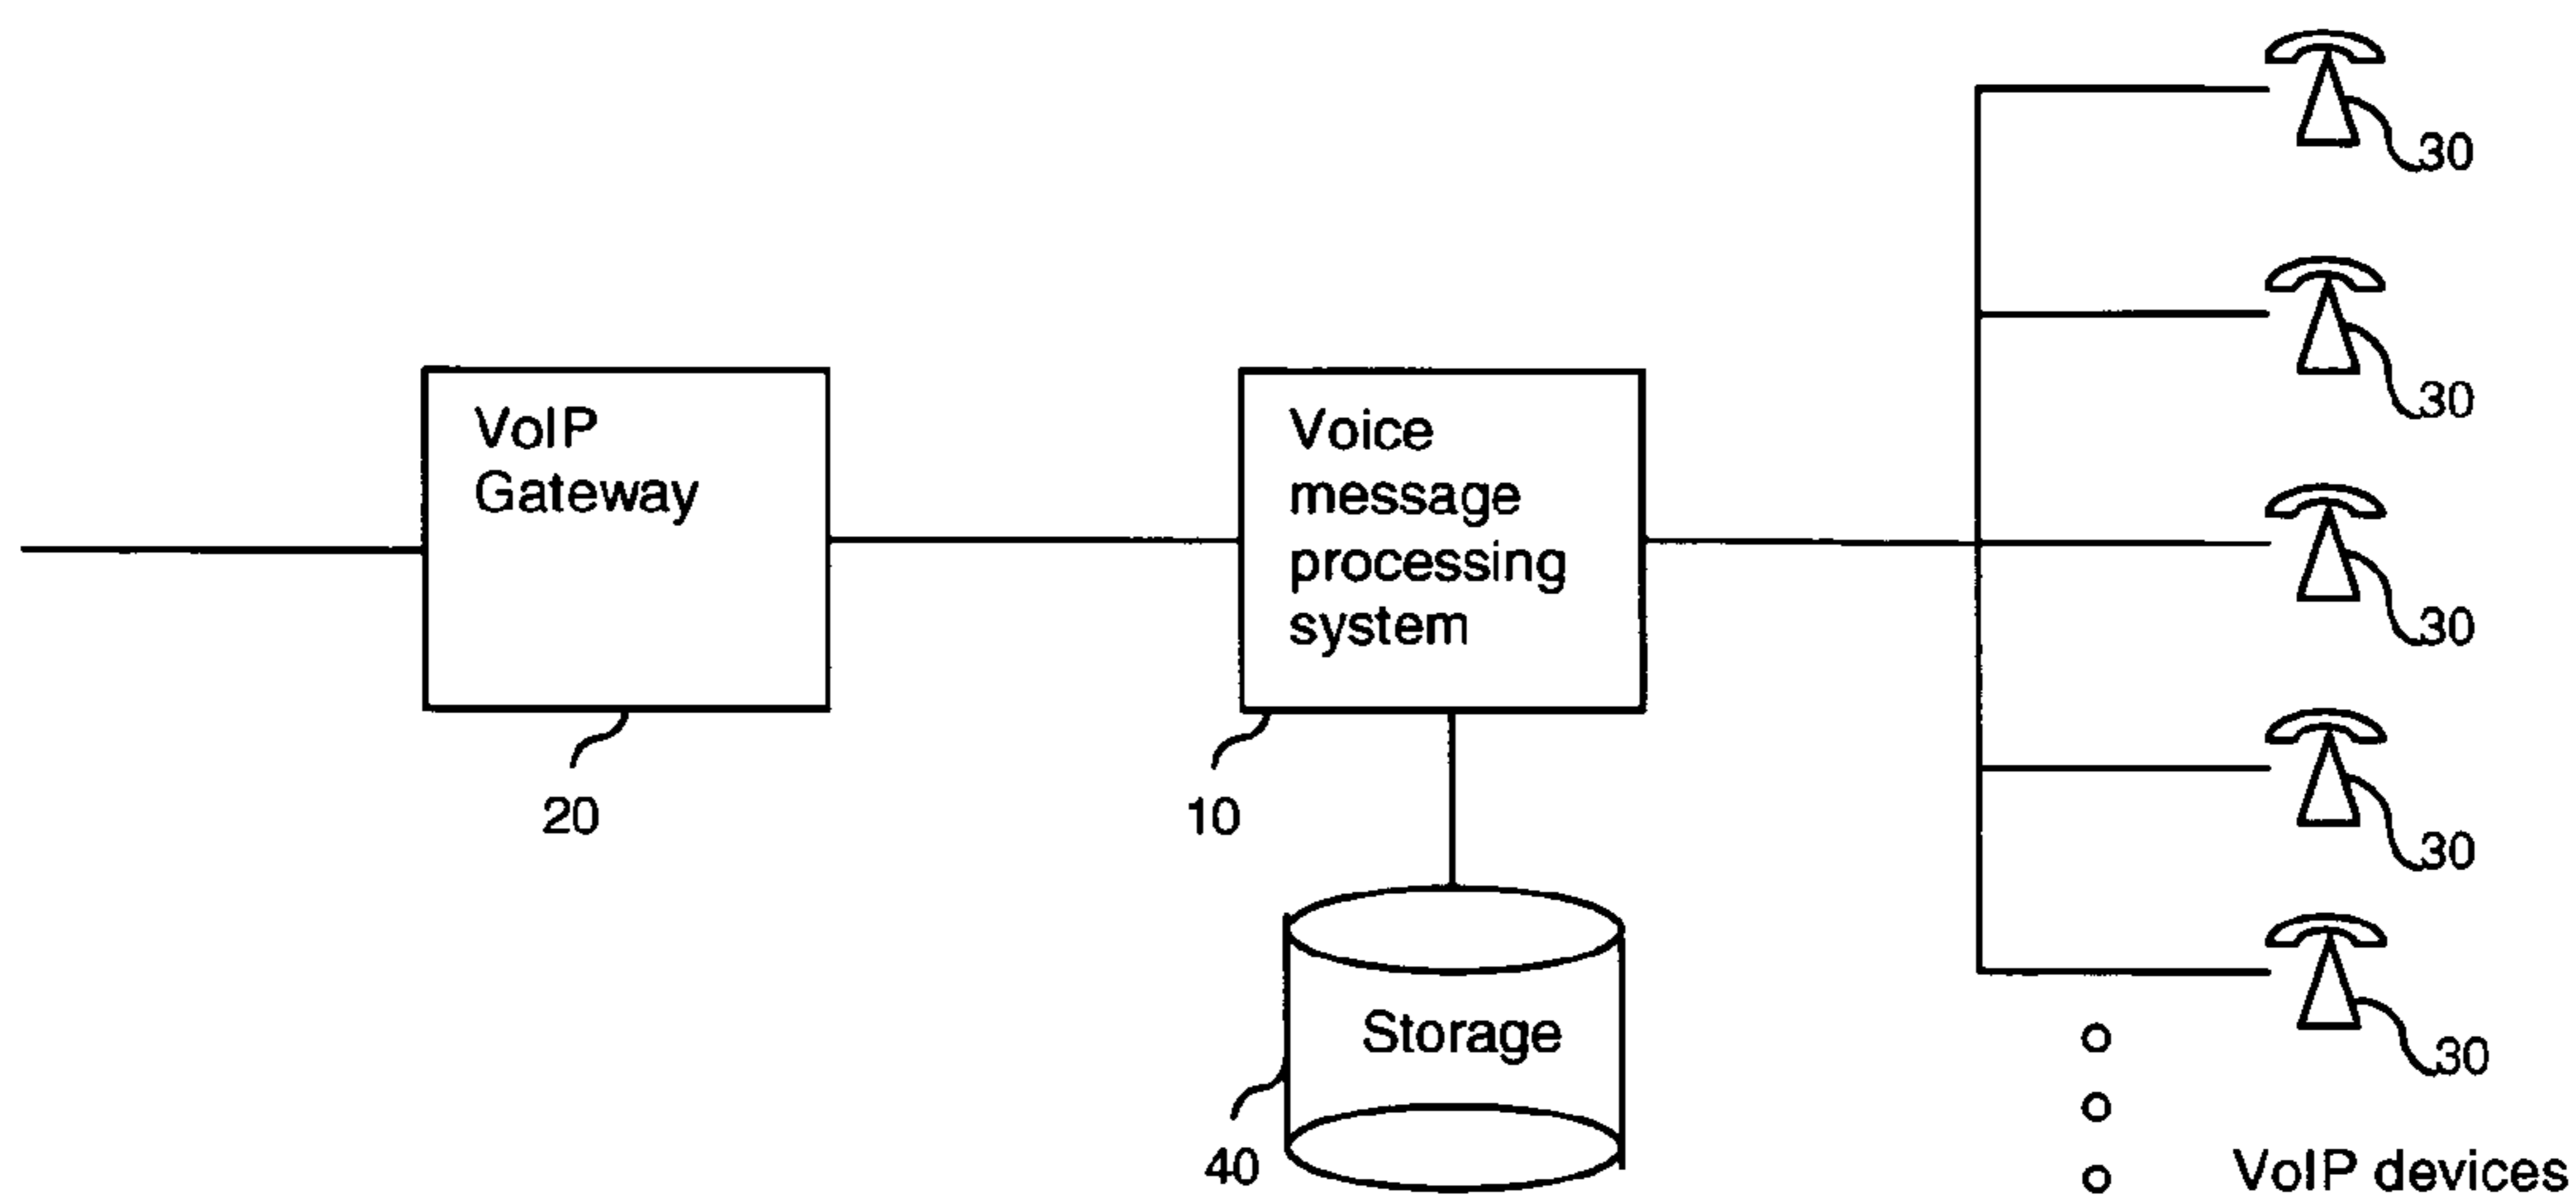 30
30
VoIP
Gateway
Voice
message
processing
system
30
20
10
30
Storage
30
40
VoIP devices